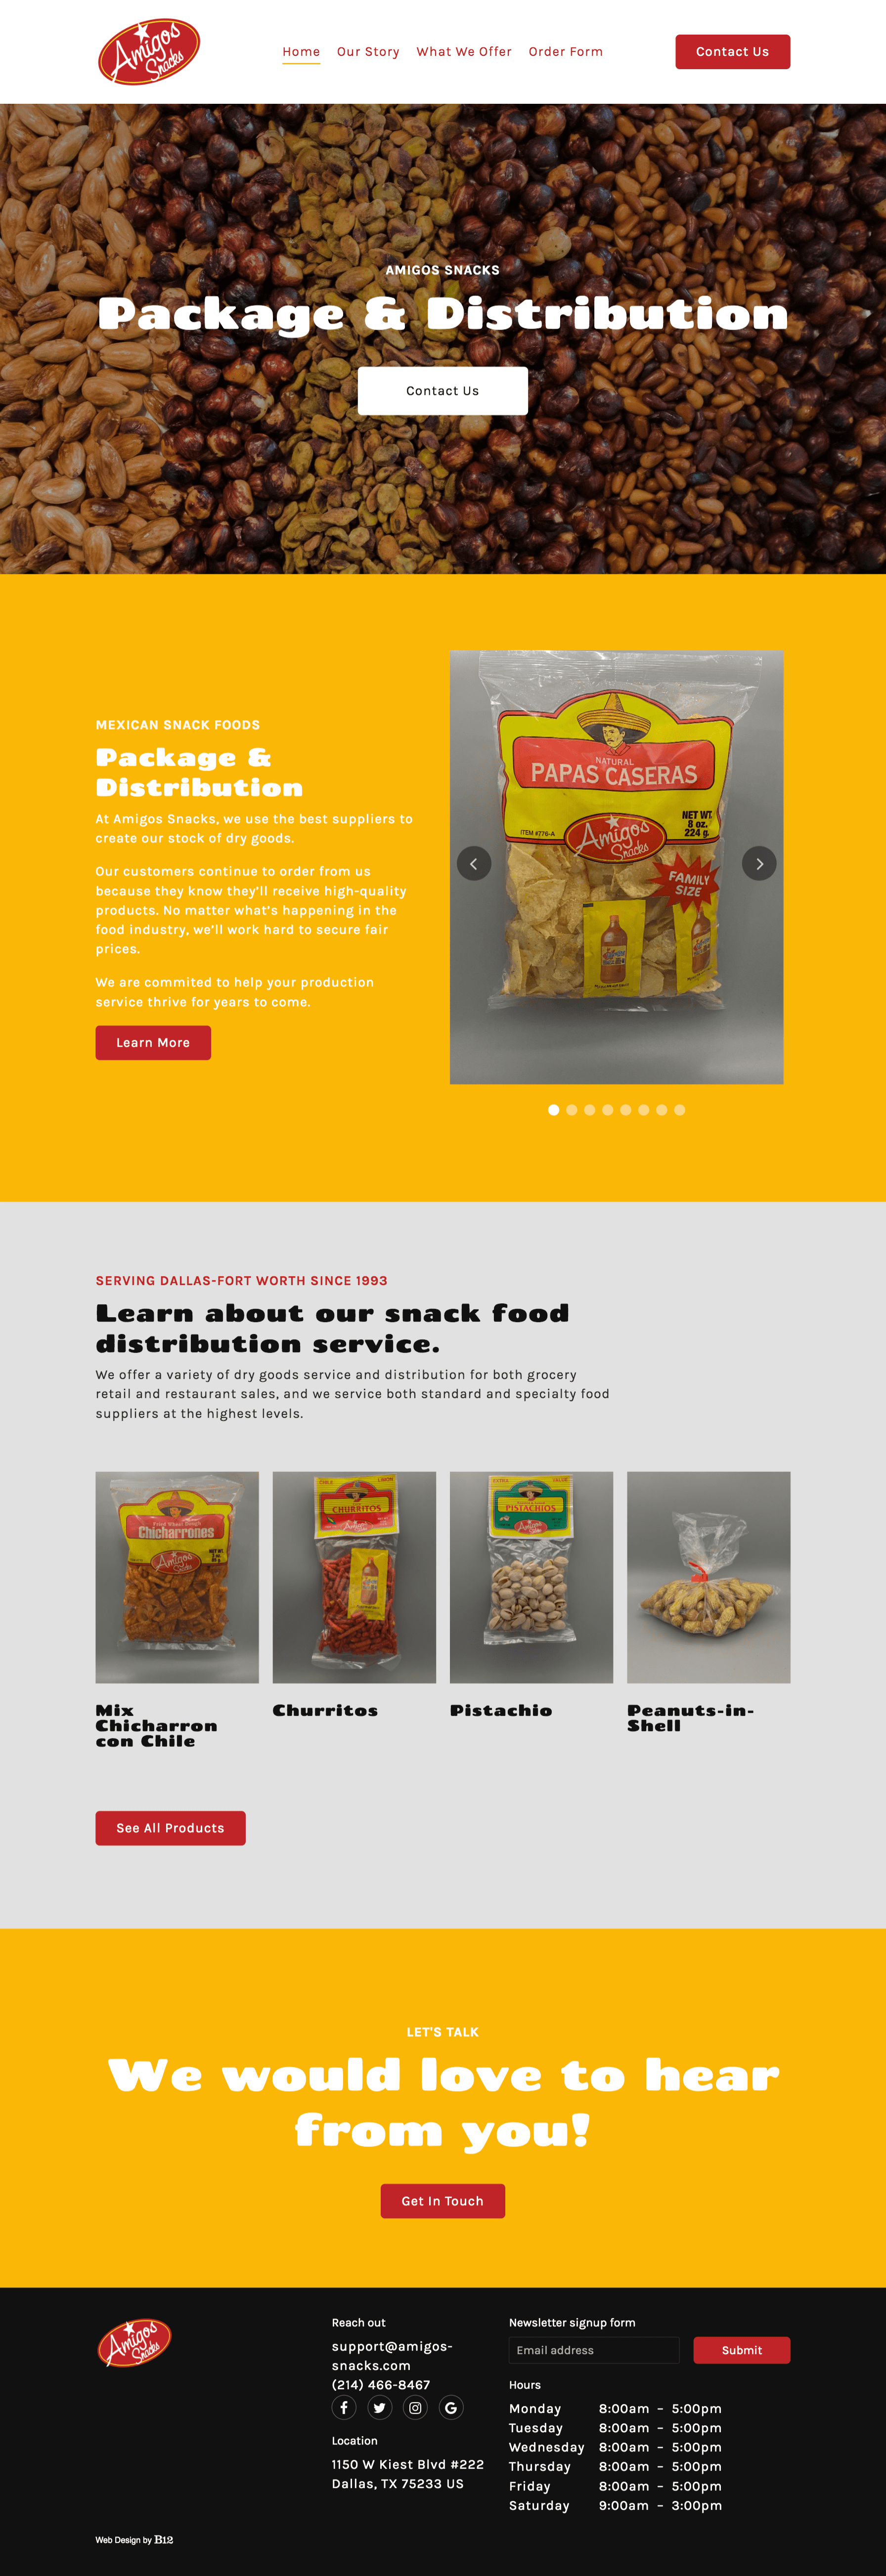 Amigos
Snacks
Home
Our Story
What We Offer
Order Form
Contact Us
AMIGOS SNACKS
Package & Distribution
Contact Us
MEXICAN SNACK FOODS
Package &
Distribution
At Amigos Snacks, we use the best suppliers to
create our stock of dry goods.
Our customers continue to order from us
because they know they’ll receive high-quality
products. No matter what’s happening in the
food industry, we’ll work hard to secure fair
prices.
We are commited to help your production
service thrive for years to come.
Learn More
NATURAL
PAPAS CASERAS
ITEM #776-A
NET WT.
8 oz.
224 g.
Amigos
Snacks
FAMILY
SIZE
SERVING DALLAS-FORT WORTH SINCE 1993
Learn about our snack food
distribution service.
We offer a variety of dry goods service and distribution for both grocery
retail and restaurant sales, and we service both standard and specialty food
suppliers at the highest levels.
Fried Wheat Dough
Chicharrones
Amigos
Snacks
CHURRITOS
PISTACHIOS
Mix
Chicharron
con Chile
Churritos
Pistachio
Peanuts-in-
Shell
See All Products
LET'S TALK
We would love to hear
from you!
Get In Touch
Amigos
Snacks
Reach out
support@amigos-
snacks.com
(214) 466-8467
Location
1150 W Kiest Blvd #222
Dallas, TX 75233 US
Newsletter signup form
Email address
Submit
Hours
Monday 8:00am – 5:00pm
Tuesday 8:00am – 5:00pm
Wednesday 8:00am – 5:00pm
Thursday 8:00am – 5:00pm
Friday 8:00am – 5:00pm
Saturday 9:00am – 3:00pm
Web Design by B12